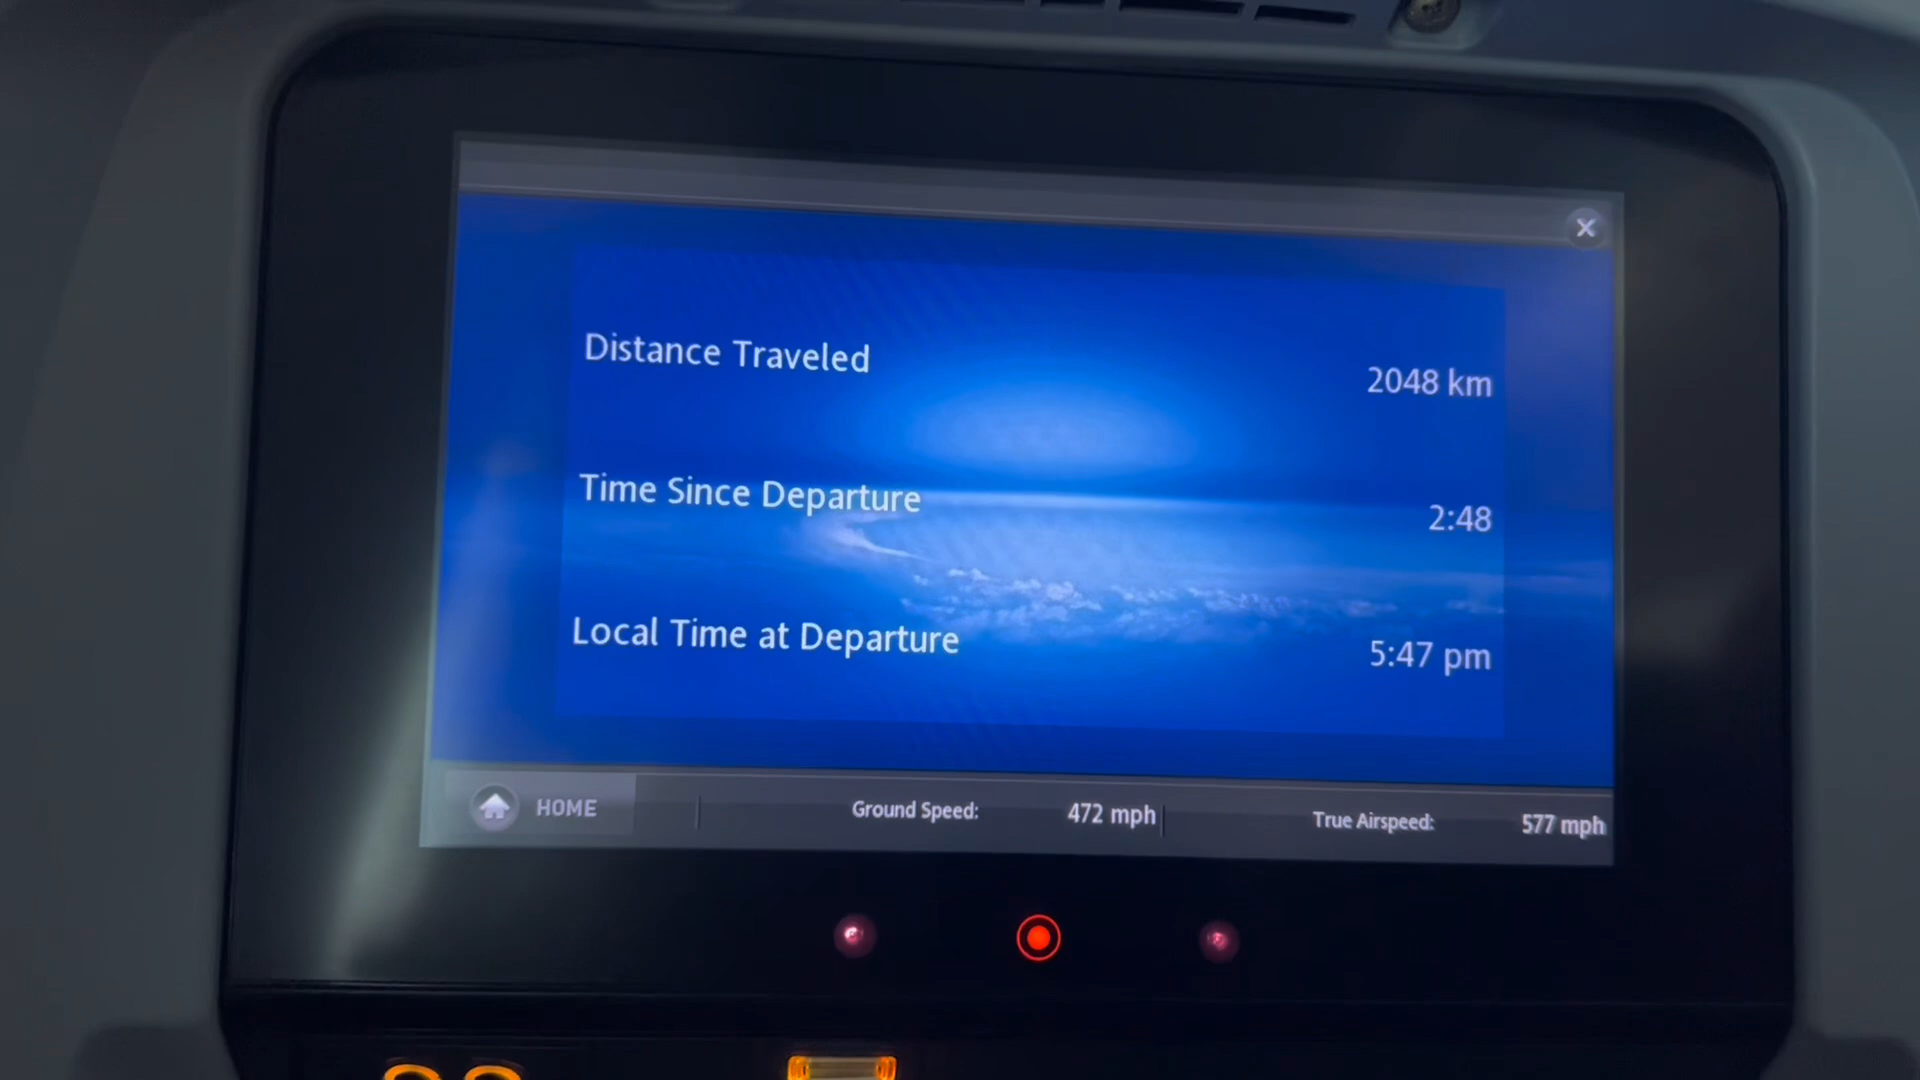 Distance Traveled 2048 km
Time Since Departure 2:48
Local Time at Departure 5:47 pm
HOME Ground Speed: 472 mph True Airspeed: 577 mph